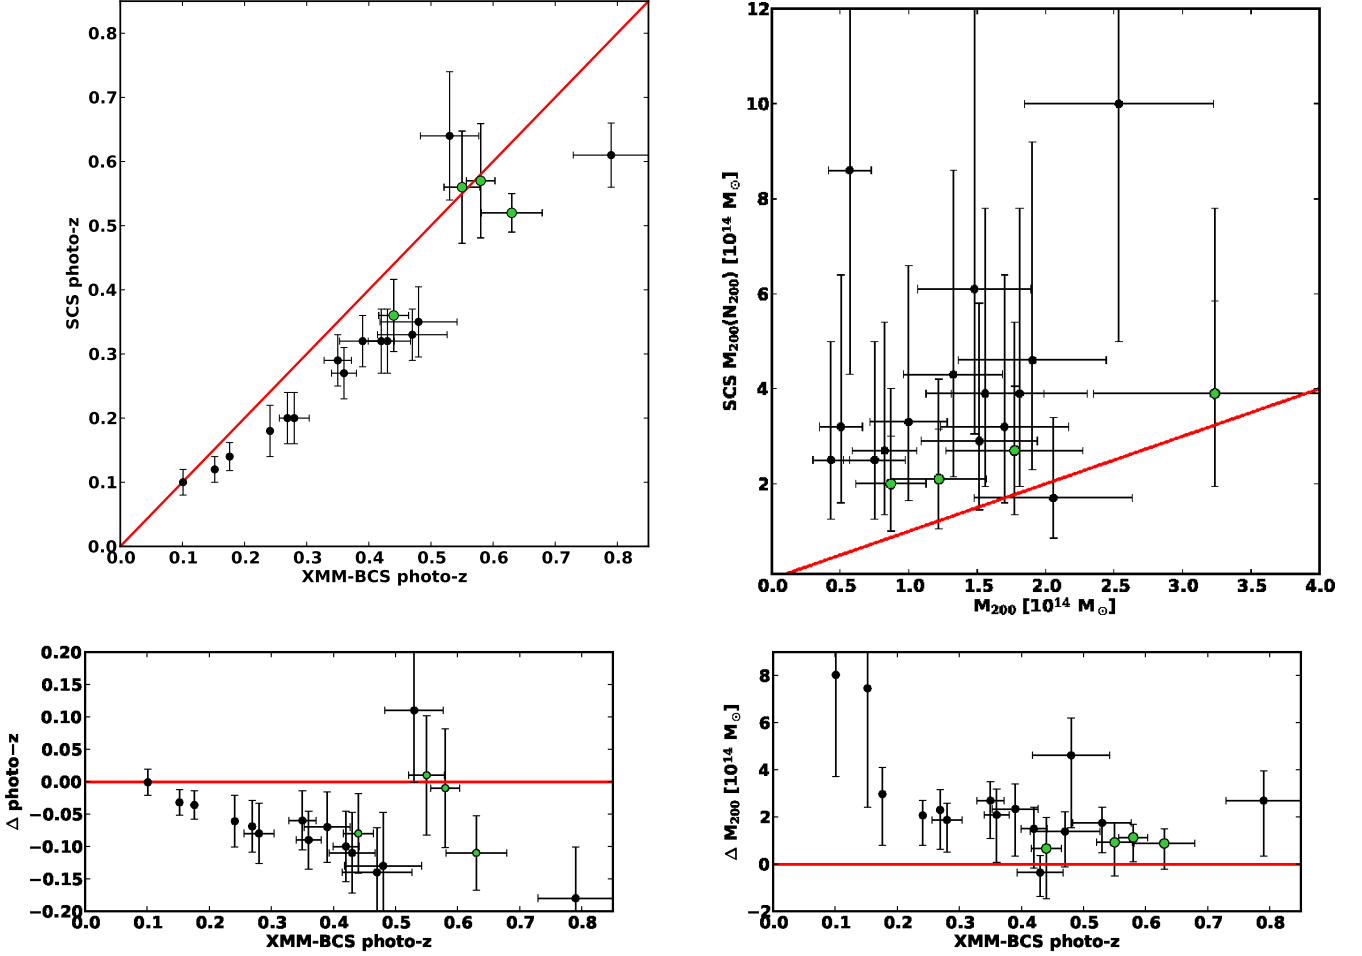 0.8
0.7
0.6
0.5
0.4
0.3
0.2
0.1
0.0
SCS photo-z
0.0 0.1 0.2 0.3 0.4 0.5 0.6 0.7 0.8
XMM-BCS photo-z
12
10
8
6
4
2
SCS M200(N200) [10^14 M⊙]
0.0 0.5 1.0 1.5 2.0 2.5 3.0 3.5 4.0
M200 [10^14 M⊙]
0.20
0.15
0.10
0.05
0.00
−0.05
−0.10
−0.15
−0.20
Δ photo−z
0.0 0.1 0.2 0.3 0.4 0.5 0.6 0.7 0.8
XMM-BCS photo-z
8
6
4
2
0
−2
Δ M200 [10^14 M⊙]
0.0 0.1 0.2 0.3 0.4 0.5 0.6 0.7 0.8
XMM-BCS photo-z